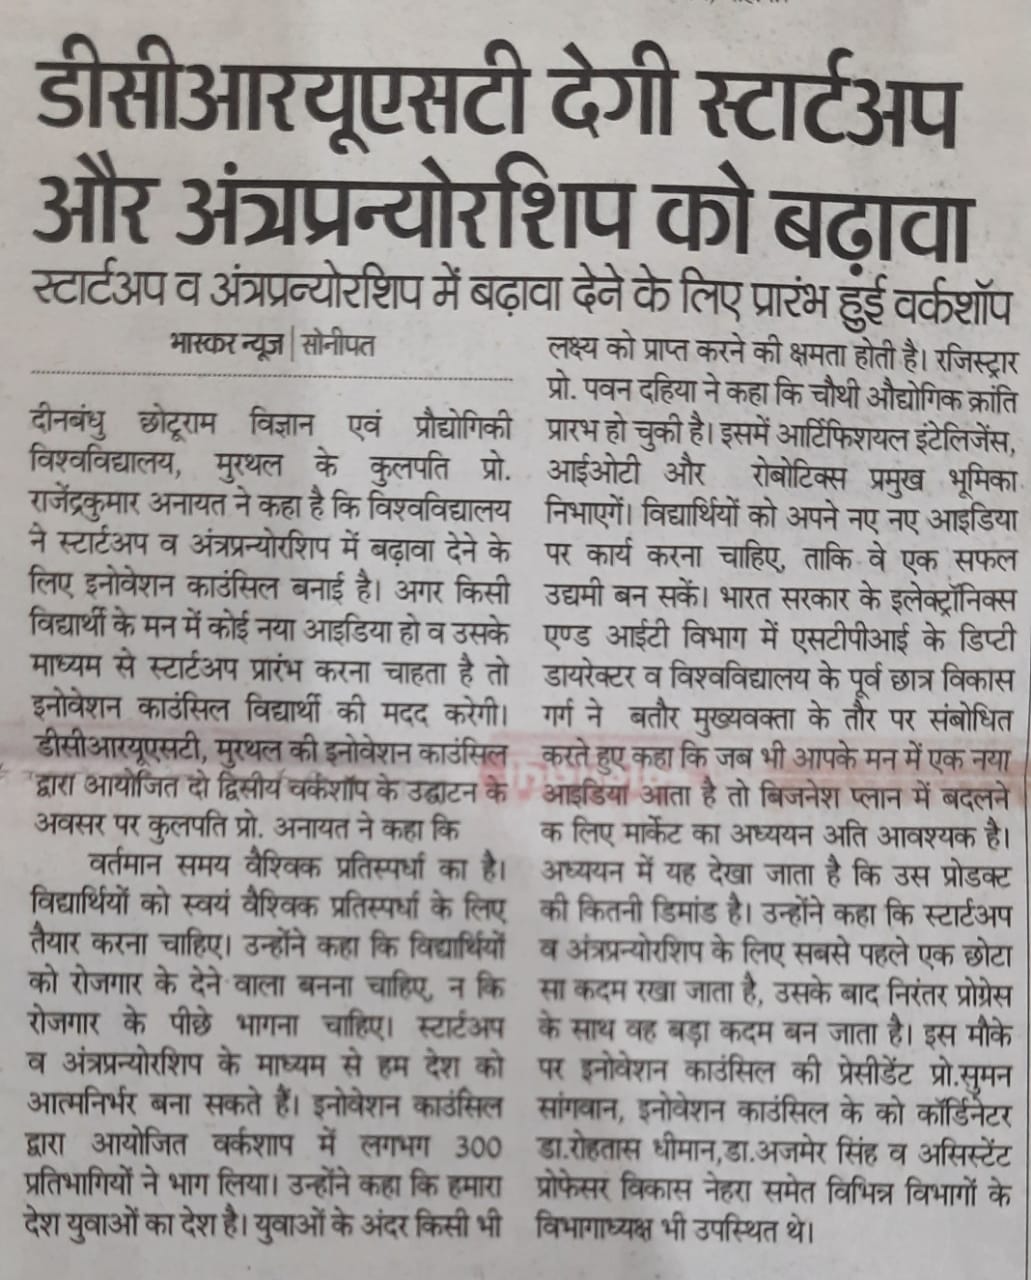 डीसीआरयूएसटी देगी स्टार्टअप
और अंत्रप्रन्योरशिप को बढ़ावा
स्टार्टअप व अंत्रप्रन्योरशिप में बढ़ावा देने के लिए प्रारंभ हुई वर्कशॉप
भास्कर न्यूज | सोनीपत
दीनबंधु छोटूराम विज्ञान एवं प्रौद्योगिकी
विश्वविद्यालय, मुरथल के कुलपति प्रो.
राजेंद्रकुमार अनायत ने कहा है कि विश्वविद्यालय
ने स्टार्टअप व अंत्रप्रन्योरशिप में बढ़ावा देने के
लिए इनोवेशन काउंसिल बनाई है। अगर किसी
विद्यार्थी के मन में कोई नया आइडिया हो व उसके
माध्यम से स्टार्टअप प्रारंभ करना चाहता है तो
इनोवेशन काउंसिल विद्यार्थी की मदद करेगी।
डीसीआरयूएसटी, मुरथल की इनोवेशन काउंसिल
द्वारा आयोजित दो द्विसीय वर्कशॉप के उद्घाटन के
अवसर पर कुलपति प्रो. अनायत ने कहा कि
वर्तमान समय वैश्विक प्रतिस्पर्धा का है।
विद्यार्थियों को स्वयं वैश्विक प्रतिस्पर्धा के लिए
तैयार करना चाहिए। उन्होंने कहा कि विद्यार्थियों
को रोजगार के देने वाला बनना चाहिए, न कि
रोजगार के पीछे भागना चाहिए। स्टार्टअप
व अंत्रप्रन्योरशिप के माध्यम से हम देश को
आत्मनिर्भर बना सकते हैं। इनोवेशन काउंसिल
द्वारा आयोजित वर्कशाप में लगभग 300
प्रतिभागियों ने भाग लिया। उन्होंने कहा कि हमारा
देश युवाओं का देश है। युवाओं के अंदर किसी भी
लक्ष्य को प्राप्त करने की क्षमता होती है। रजिस्ट्रार
प्रो. पवन दहिया ने कहा कि चौथी औद्योगिक क्रांति
प्रारभ हो चुकी है। इसमें आर्टिफिशयल इंटेलिजेंस,
आईओटी और रोबोटिक्स प्रमुख भूमिका
निभाएगें। विद्यार्थियों को अपने नए नए आइडिया
पर कार्य करना चाहिए, ताकि वे एक सफल
उद्यमी बन सकें। भारत सरकार के इलेक्ट्रॉनिक्स
एण्ड आईटी विभाग में एसटीपीआई के डिप्टी
डायरेक्टर व विश्वविद्यालय के पूर्व छात्र विकास
गर्ग ने बतौर मुख्यवक्ता के तौर पर संबोधित
करते हुए कहा कि जब भी आपके मन में एक नया
आइडिया आता है तो बिजनेश प्लान में बदलने
क लिए मार्केट का अध्ययन अति आवश्यक है।
अध्ययन में यह देखा जाता है कि उस प्रोडक्ट
की कितनी डिमांड है। उन्होंने कहा कि स्टार्टअप
व अंत्रप्रन्योरशिप के लिए सबसे पहले एक छोटा
सा कदम रखा जाता है, उसके बाद निरंतर प्रोग्रेस
के साथ वह बड़ा कदम बन जाता है। इस मौके
पर इनोवेशन काउंसिल की प्रेसीडेंट प्रो.सुमन
सांगवान, इनोवेशन काउंसिल के को कॉर्डिनेटर
डा.रोहतास धीमान,डा.अजमेर सिंह व असिस्टेंट
प्रोफेसर विकास नेहरा समेत विभिन्न विभागों के
विभागाध्यक्ष भी उपस्थित थे।